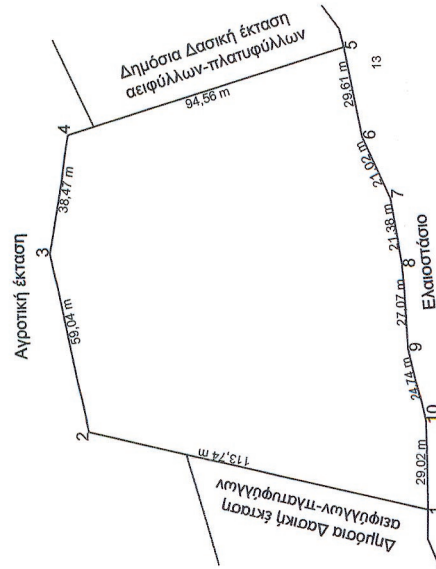 Αγροτική έκταση
Δημόσια Δασική έκταση
αειφύλλων-πλατυφύλλων
3
4
38,47 m
59,04 m
2
94,56 m
5
13
29,61 m
6
21,02 m
7
21,38 m
8
27,07 m
9
24,74 m
10
29,02 m
1
113,74 m
Δημόσια Δασική έκταση
αειφύλλων-πλατυφύλλων
Ελαιοστάσιο